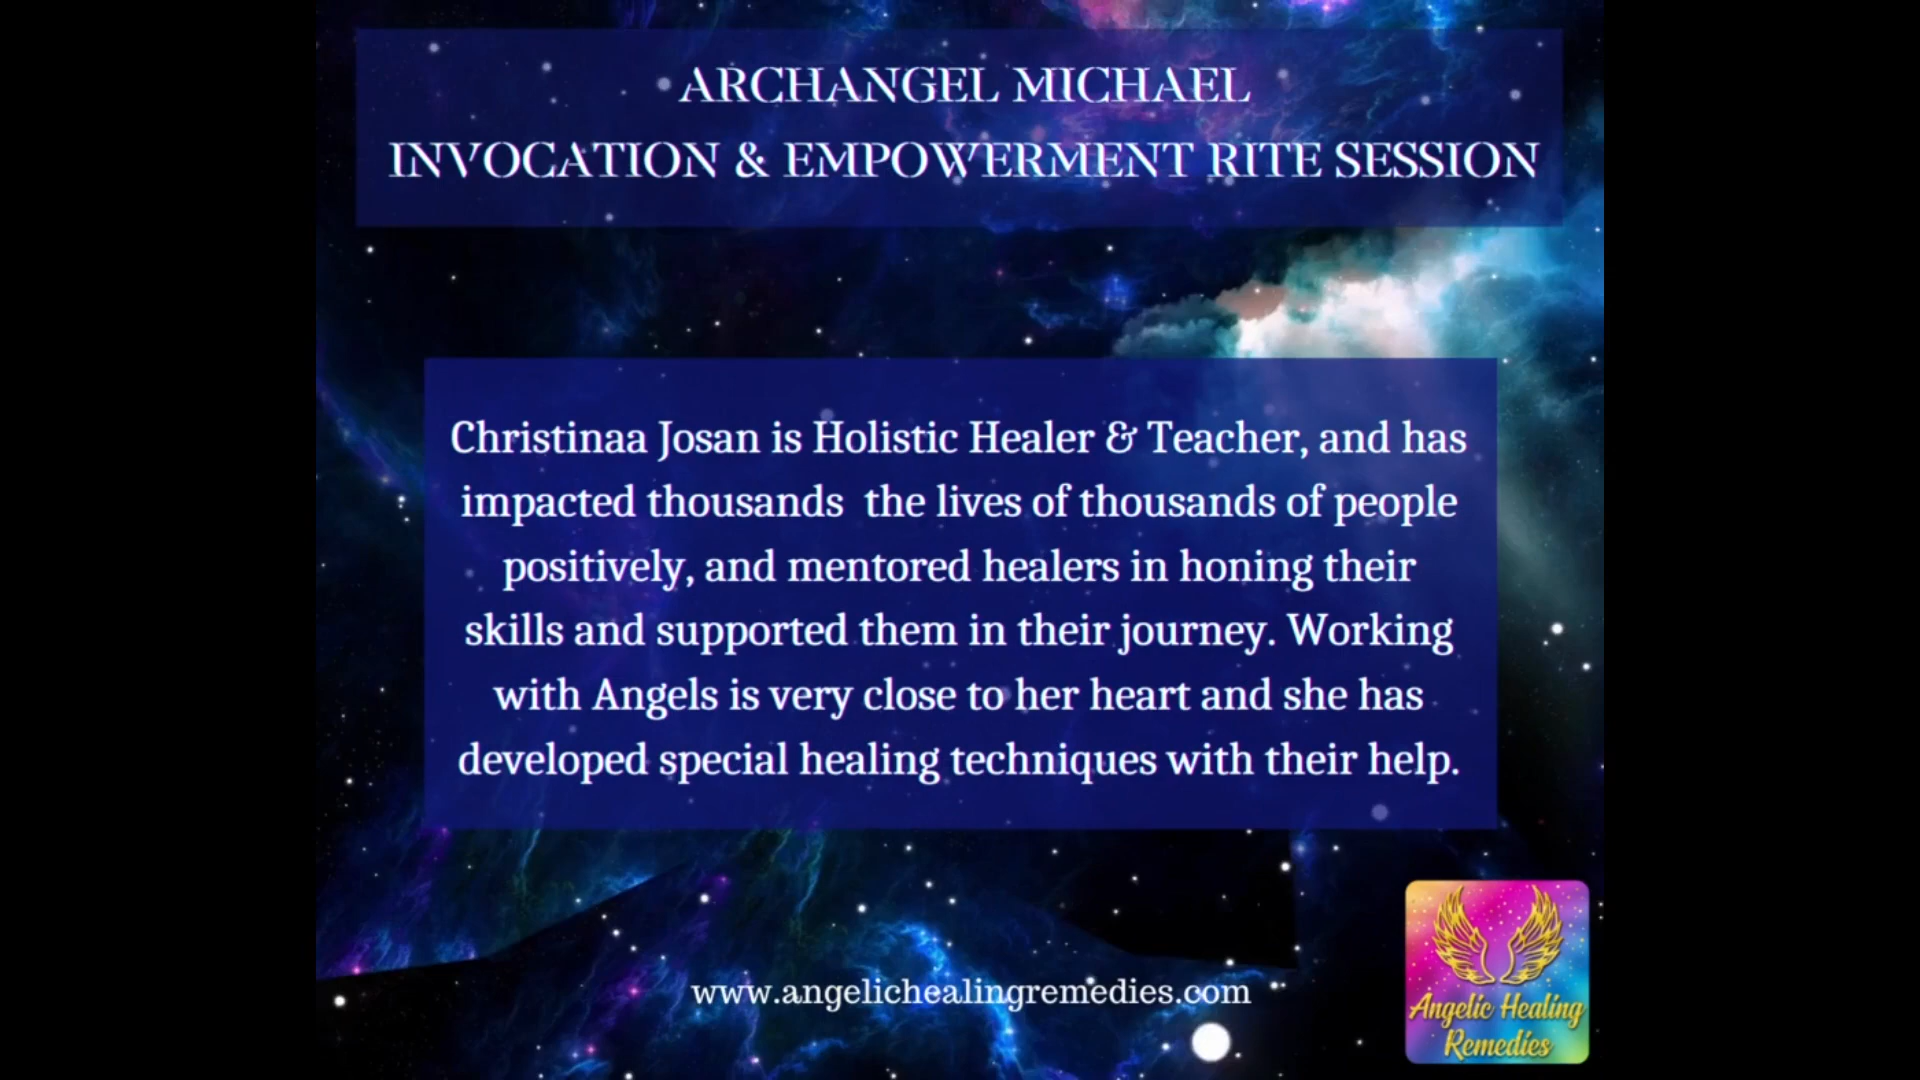 ARCHANGEL MICHAEL
INVOCATION & EMPOWERMENT RITE SESSION
Christinaa Josan is Holistic Healer & Teacher, and has
impacted thousands  the lives of thousands of people
positively, and mentored healers in honing their
skills and supported them in their journey. Working
with Angels is very close to her heart and she has
developed special healing techniques with their help.
www.angelichealingremedies.com
Angelic Healing
Remedies